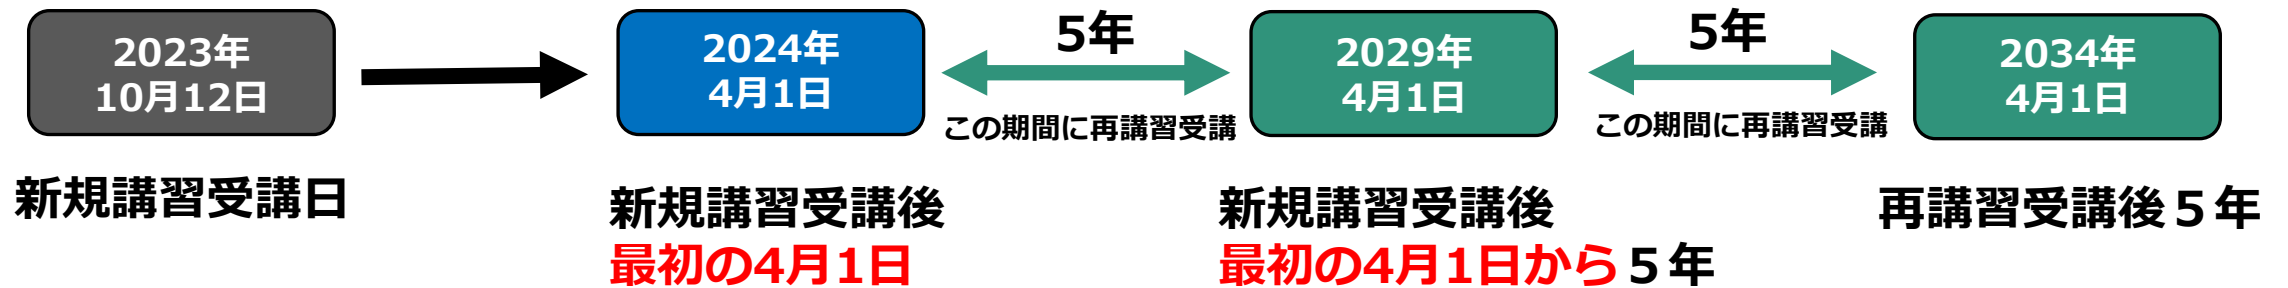 2023年
10月12日
新規講習受講日
2024年
4月1日
新規講習受講後
最初の4月1日
5年
この期間に再講習受講
2029年
4月1日
新規講習受講後
最初の4月1日から５年
5年
この期間に再講習受講
2034年
4月1日
再講習受講後５年